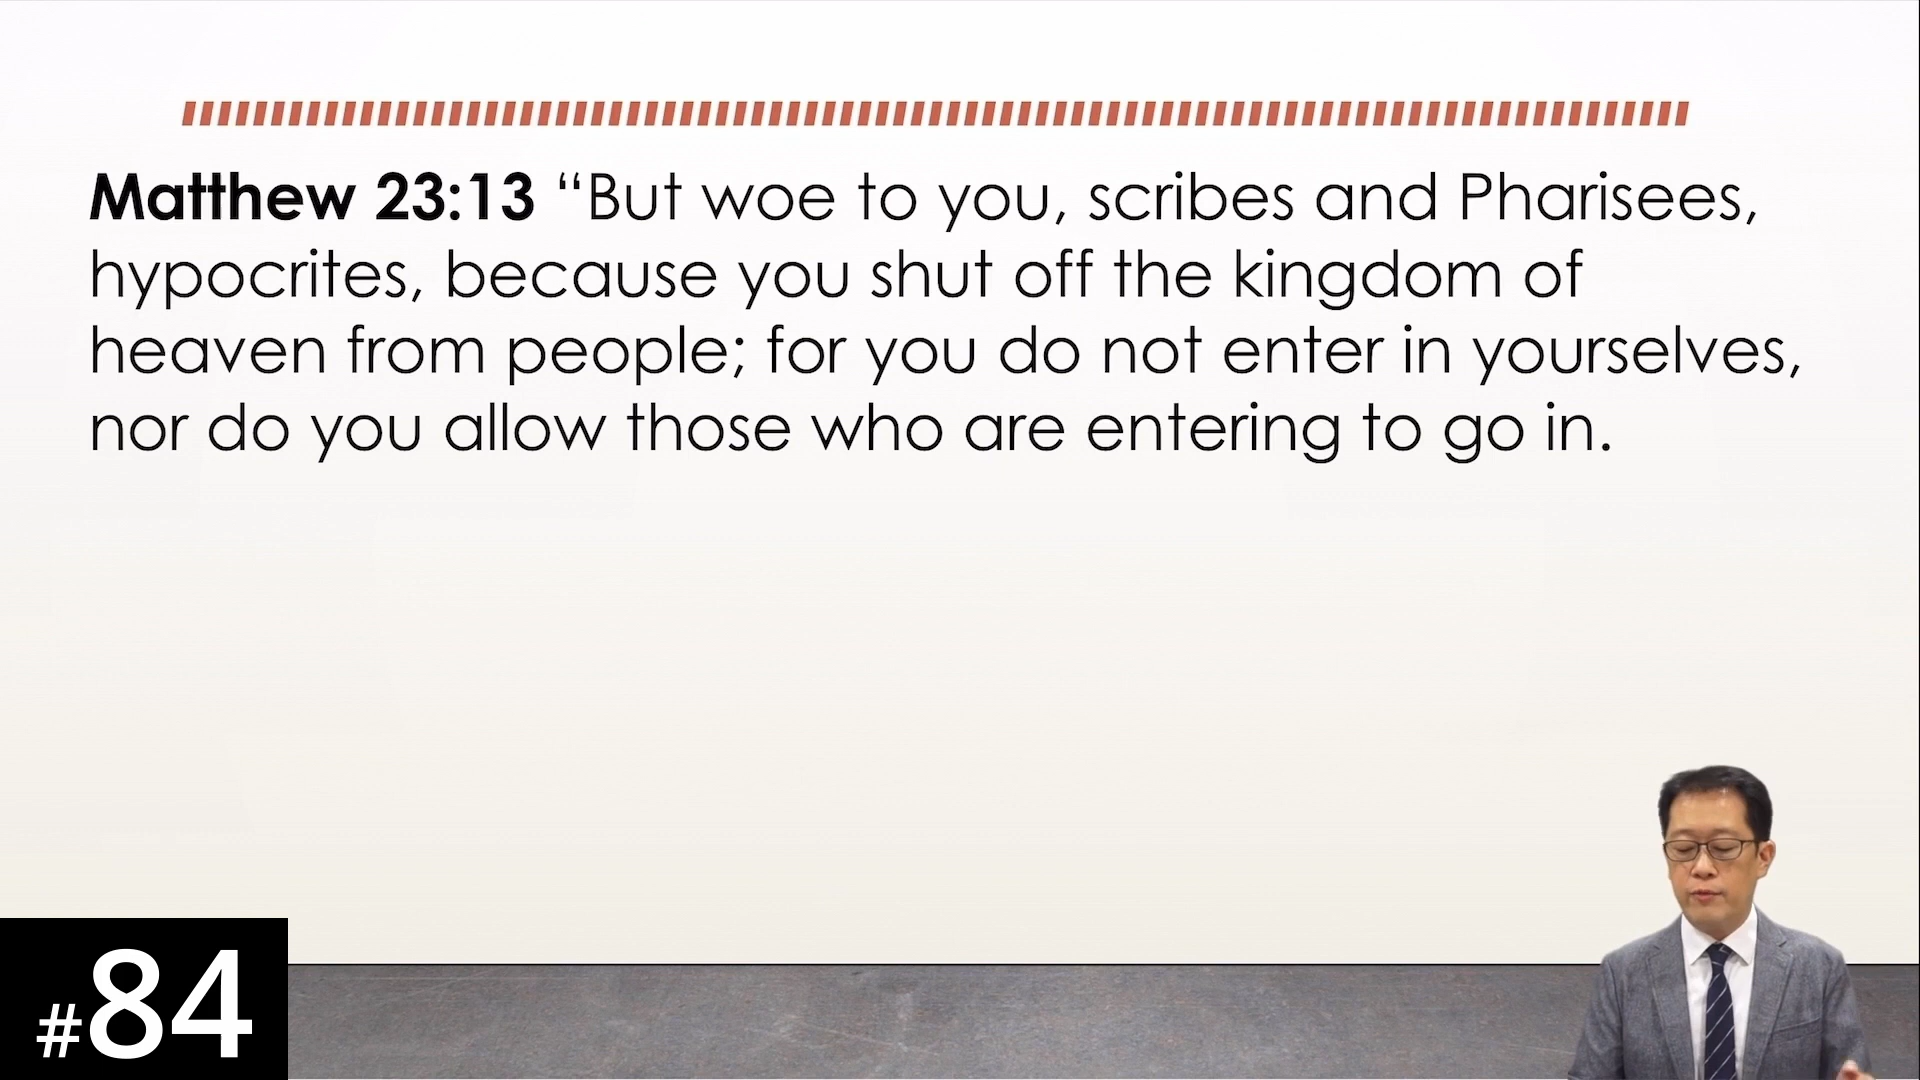 Matthew 23:13 “But woe to you, scribes and Pharisees,
hypocrites, because you shut off the kingdom of
heaven from people; for you do not enter in yourselves,
nor do you allow those who are entering to go in.
#84